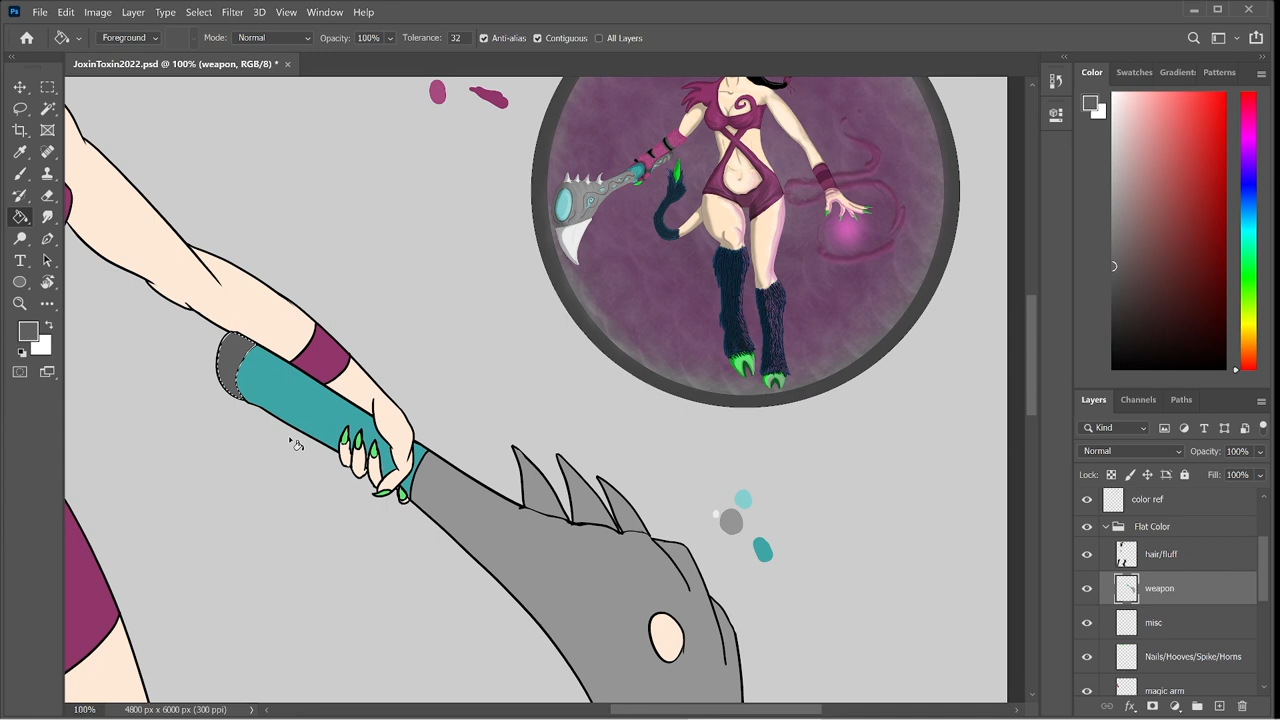 Ps File Edit Image Layer Type Select Filter 3D View Window Help
Foreground Mode: Normal Opacity: 100% Tolerance: 32 Anti-alias Contiguous All Layers
JoxinToxin2022.psd @ 100% (weapon, RGB/8) * ×
Color Swatches Gradient Patterns
Layers Channels Paths
Kind
Normal Opacity: 100%
Lock: Fill: 100%
color ref
Flat Color
hair/fluff
weapon
misc
Nails/Hooves/Spike/Horns
magic arm
100% 4800 px x 6000 px (300 ppi)